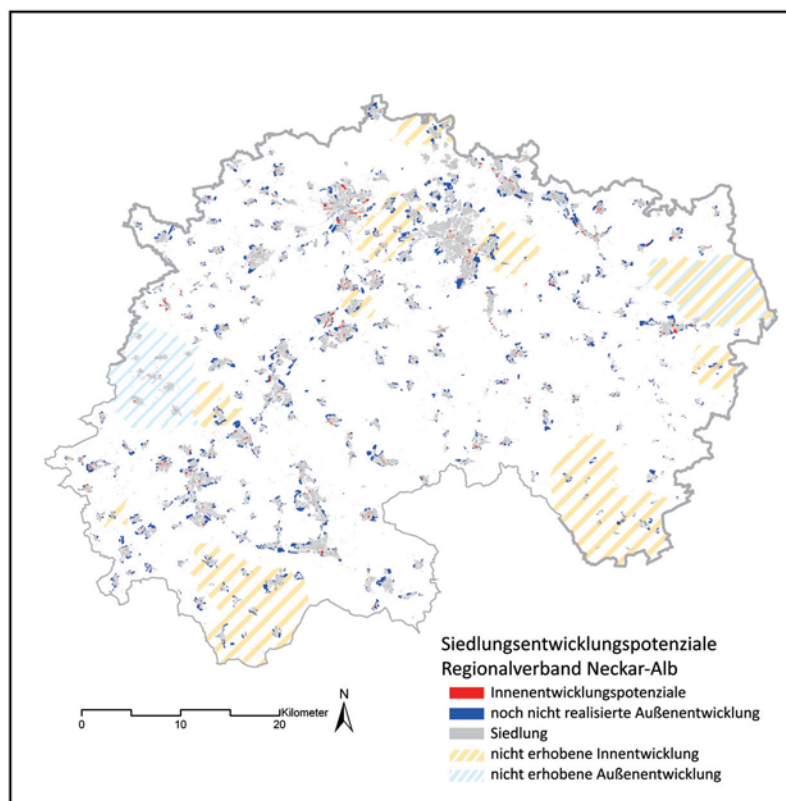 Siedlungsentwicklungspotenziale
Regionalverband Neckar-Alb
Innenentwicklungspotenziale
noch nicht realisierte Außenentwicklung
Siedlung
nicht erhobene Innentwicklung
nicht erhobene Außenentwicklung
N
Kilometer
0 10 20